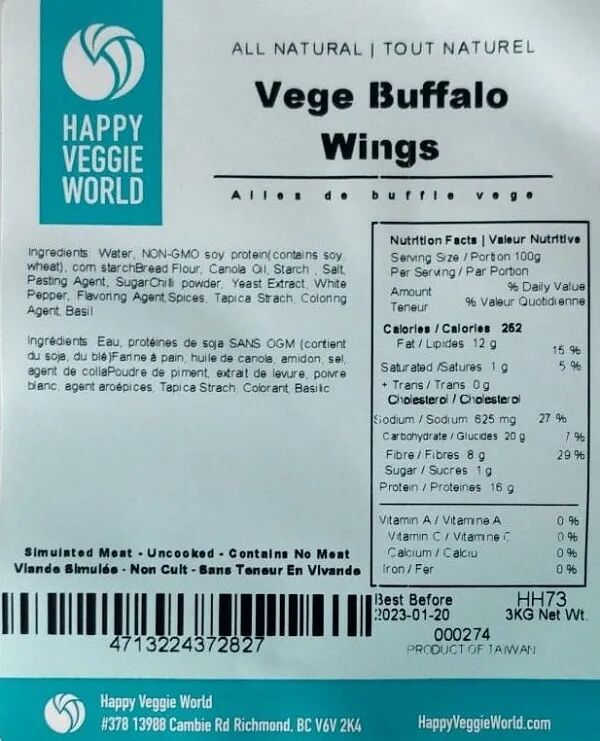 HAPPY
VEGGIE
WORLD
ALL NATURAL | TOUT NATUREL
Vege Buffalo
Wings
Ailes de buffle vege
Ingredients: Water, NON-GMO soy protein(contains soy,
wheat), corn starchBread Flour, Canola Oil, Starch , Salt,
Pasting Agent, SugarChili powder, Yeast Extract, White
Pepper, Flavoring Agent,Spices, Tapica Strach, Coloring
Agent, Basil
Ingrédients: Eau, protéines de soja SANS OGM (contient
du soja, du blé)Farine à pain, huile de canola, amidon, sel,
agent de collaPoudre de piment, extrait de levure, poivre
blanc, agent aroépices, Tapica Strach, Colorant, Basilic
Simulated Meat - Uncooked - Contains No Meat
Viande Simulée - Non Cuit - Sans Teneur En Vivande
4713224372827
Nutrition Facts | Valeur Nutritive
Serving Size / Portion 100g
Per Serving / Par Portion
Amount % Daily Value
Teneur % Valeur Quotidienne
Calories / Calories 252
Fat / Lipides 12 g 15 %
Saturated /Satures 1 g 5 %
+ Trans / Trans 0 g
Cholesterol / Cholesterol
Sodium / Sodium 625 mg 27 %
Carbohydrate / Glucides 20 g 7 %
Fibre / Fibres 8 g 29 %
Sugar / Sucres 1 g
Protein / Proteines 16 g
Vitamin A / Vitamine A 0 %
Vitamin C / Vitamine C 0 %
Calcium / Calciu 0 %
Iron / Fer 0 %
Best Before HH73
2023-01-20 3KG Net Wt.
000274
PRODUCT OF TAIWAN
Happy Veggie World
#378 13988 Cambie Rd Richmond, BC V6V 2K4
HappyVeggieWorld.com